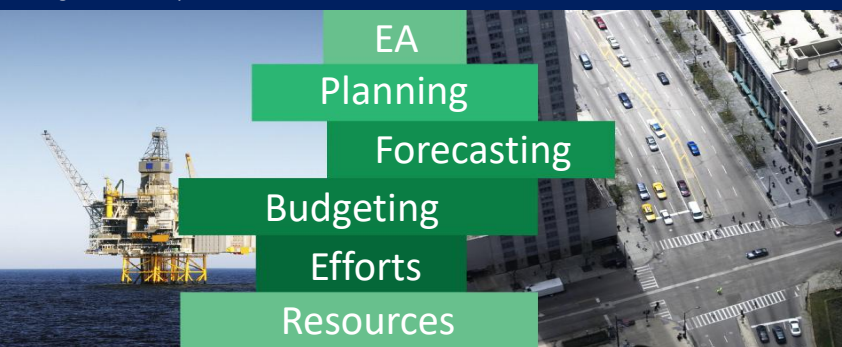 EA
Planning
Forecasting
Budgeting
Efforts
Resources